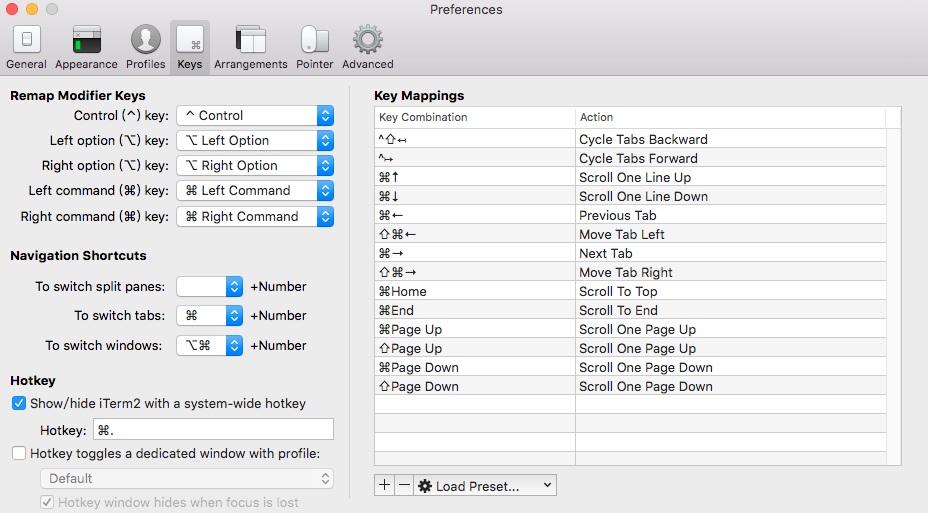 Preferences
General Appearance Profiles Keys Arrangements Pointer Advanced
Remap Modifier Keys
Control (^) key: ^ Control
Left option (⌥) key: ⌥ Left Option
Right option (⌥) key: ⌥ Right Option
Left command (⌘) key: ⌘ Left Command
Right command (⌘) key: ⌘ Right Command
Navigation Shortcuts
To switch split panes: +Number
To switch tabs: ⌘ +Number
To switch windows: ⌥⌘ +Number
Hotkey
Show/hide iTerm2 with a system-wide hotkey
Hotkey: ⌘.
Hotkey toggles a dedicated window with profile:
Default
Hotkey window hides when focus is lost
Key Mappings
Key Combination Action
^⇧↤ Cycle Tabs Backward
^↦ Cycle Tabs Forward
⌘↑ Scroll One Line Up
⌘↓ Scroll One Line Down
⌘← Previous Tab
⇧⌘← Move Tab Left
⌘→ Next Tab
⇧⌘→ Move Tab Right
⌘Home Scroll To Top
⌘End Scroll To End
⌘Page Up Scroll One Page Up
⇧Page Up Scroll One Page Up
⌘Page Down Scroll One Page Down
⇧Page Down Scroll One Page Down
+ − Load Preset...